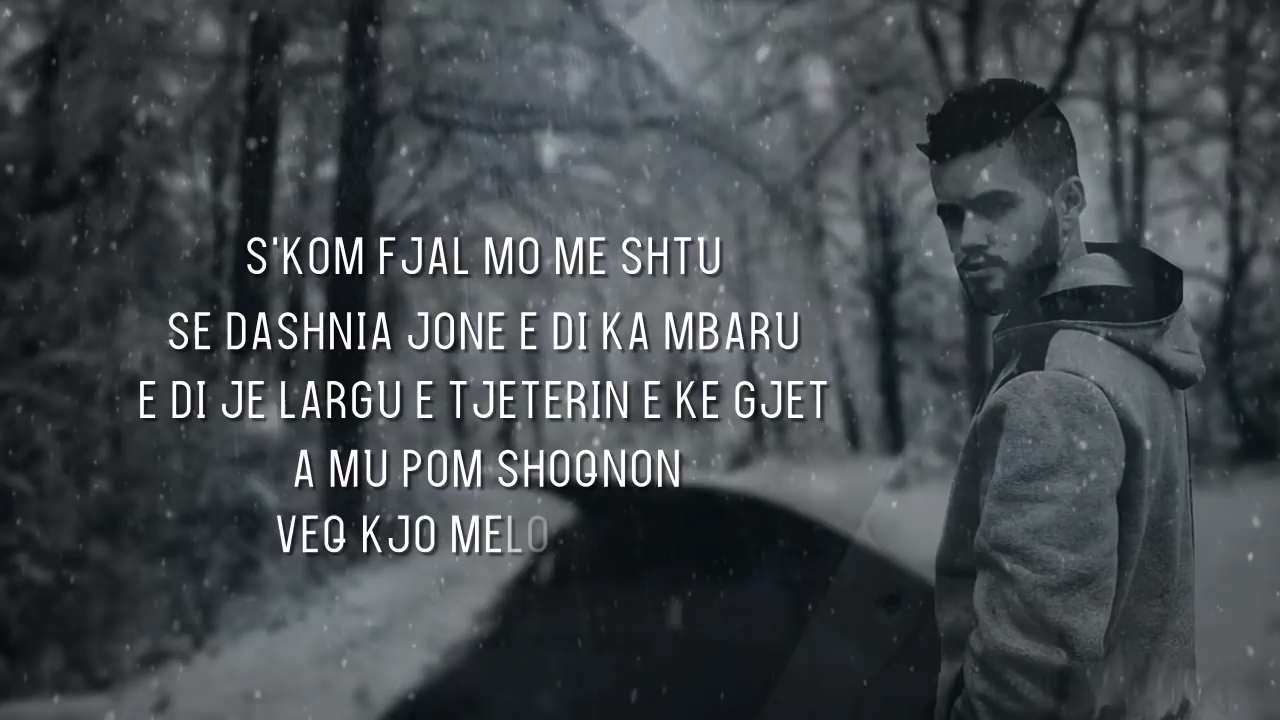 S'KOM FJAL MO ME SHTU
SE DASHNIA JONE E DI KA MBARU
E DI JE LARGU E TJETERIN E KE GJET
A MU POM SHOQNON
VEQ KJO MELO